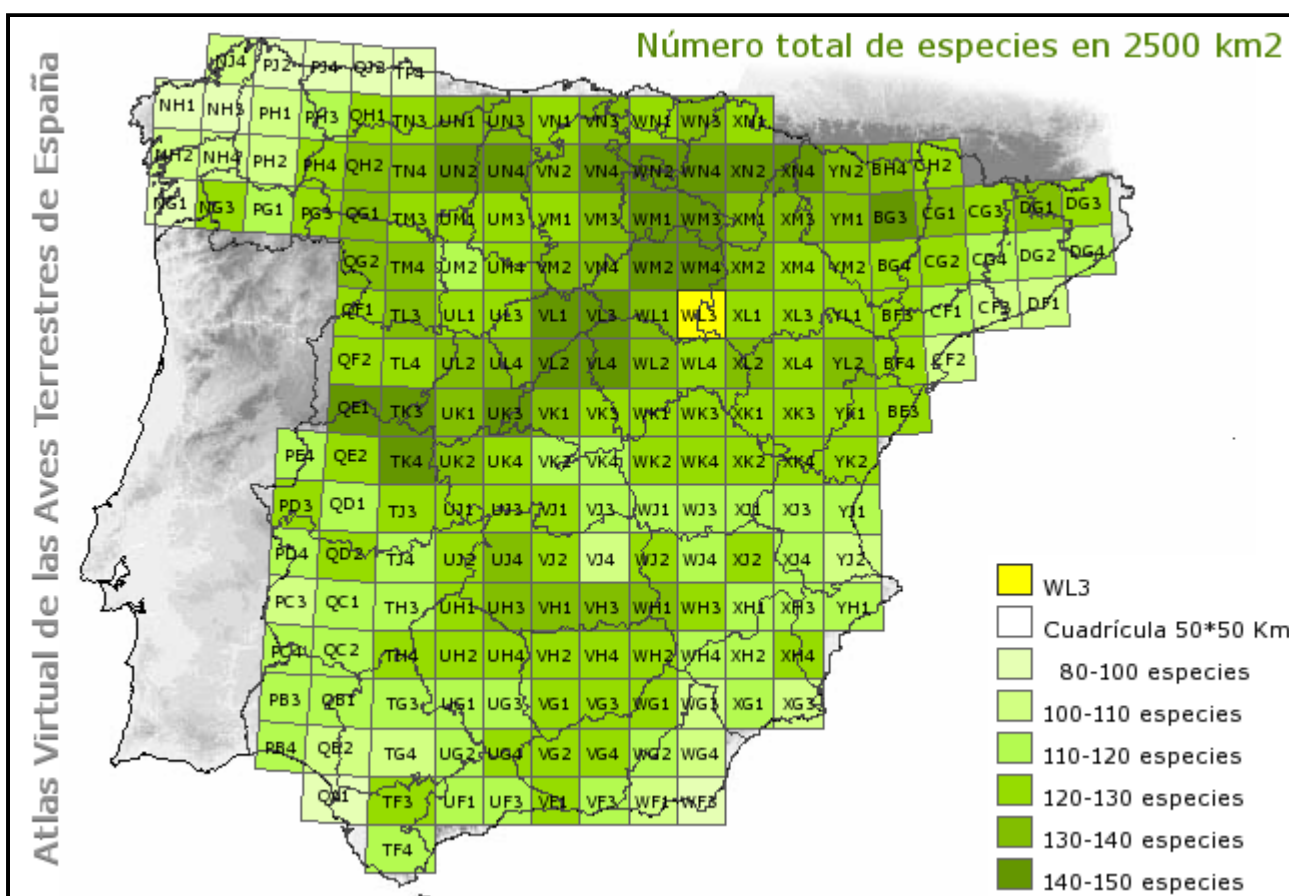 Número total de especies en 2500 km2
Atlas Virtual de las Aves Terrestres de España
NJ4 PJ2 PJ4 QJ2 TP4
NH1 NH3 PH1 PH3 QH1 TN3 UN1 UN3 VN1 VN3 WN1 WN3 XN1
NH2 NH4 PH2 PH4 QH2 TN4 UN2 UN4 VN2 VN4 WN2 WN4 XN2 XN4 YN2 BH4 CH2
NG1 NG3 PG1 PG3 QG1 TM3 UM1 UM3 VM1 VM3 WM1 WM3 XM1 XM3 YM1 BG3 CG1 CG3 DG1 DG3
QG2 TM4 UM2 UM4 VM2 VM4 WM2 WM4 XM2 XM4 YM2 BG4 CG2 CG4 DG2 DG4
QF1 TL3 UL1 UL3 VL1 VL3 WL1 WL3 XL1 XL3 YL1 BF3 CF1 CF3 DF1
QF2 TL4 UL2 UL4 VL2 VL4 WL2 WL4 XL2 XL4 YL2 BF4 CF2
QE1 TK3 UK1 UK3 VK1 VK3 WK1 WK3 XK1 XK3 YK1 BE3
PE4 QE2 TK4 UK2 UK4 VK2 VK4 WK2 WK4 XK2 XK4 YK2
PD3 QD1 TJ3 UJ1 UJ3 VJ1 VJ3 WJ1 WJ3 XJ1 XJ3 YJ1
PD4 QD2 TJ4 UJ2 UJ4 VJ2 VJ4 WJ2 WJ4 XJ2 XJ4 YJ2
PC3 QC1 TH3 UH1 UH3 VH1 VH3 WH1 WH3 XH1 XH3 YH1
PC4 QC2 TH4 UH2 UH4 VH2 VH4 WH2 WH4 XH2 XH4
PB3 QB1 TG3 UG1 UG3 VG1 VG3 WG1 WG3 XG1 XG3
PB4 QB2 TG4 UG2 UG4 VG2 VG4 WG2 WG4
QA1 TF3 UF1 UF3 VF1 VF3 WF1 WF3
TF4
WL3
Cuadrícula 50*50 Km
80-100 especies
100-110 especies
110-120 especies
120-130 especies
130-140 especies
140-150 especies